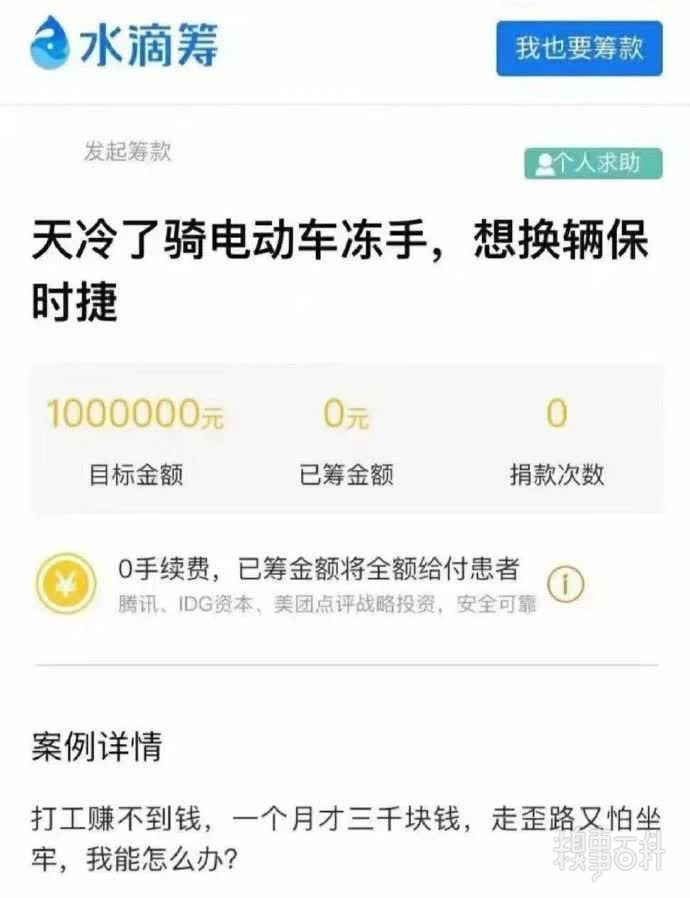 水滴筹
我也要筹款
发起筹款
个人求助
天冷了骑电动车冻手，想换辆保
时捷
1000000元 0元 0
目标金额 已筹金额 捐款次数
0手续费，已筹金额将全额给付患者
腾讯、IDG资本、美团点评战略投资，安全可靠
案例详情
打工赚不到钱，一个月才三千块钱，走歪路又怕坐
牢，我能怎么办?
糗事百科